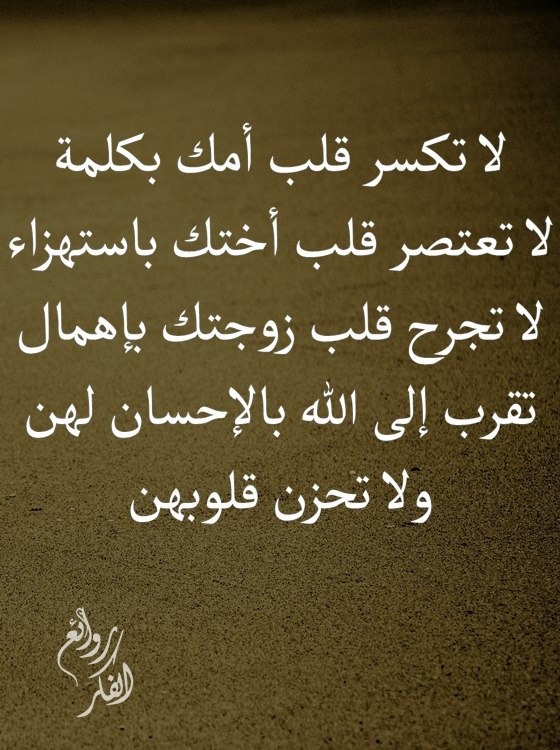 لا تكسر قلب أمك بكلمة
لا تعتصر قلب أختك باستهزاء
لا تجرح قلب زوجتك بإهمال
تقرب إلى الله بالإحسان لهن
ولا تحزن قلوبهن
روائع
الفكر